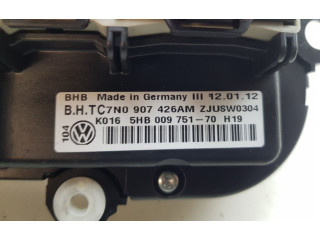 BHB Made in Germany III 12.01.12
B.H.TC7N0 907 426AM ZJUSW0304
K016 5HB 009 751-70 H19
104